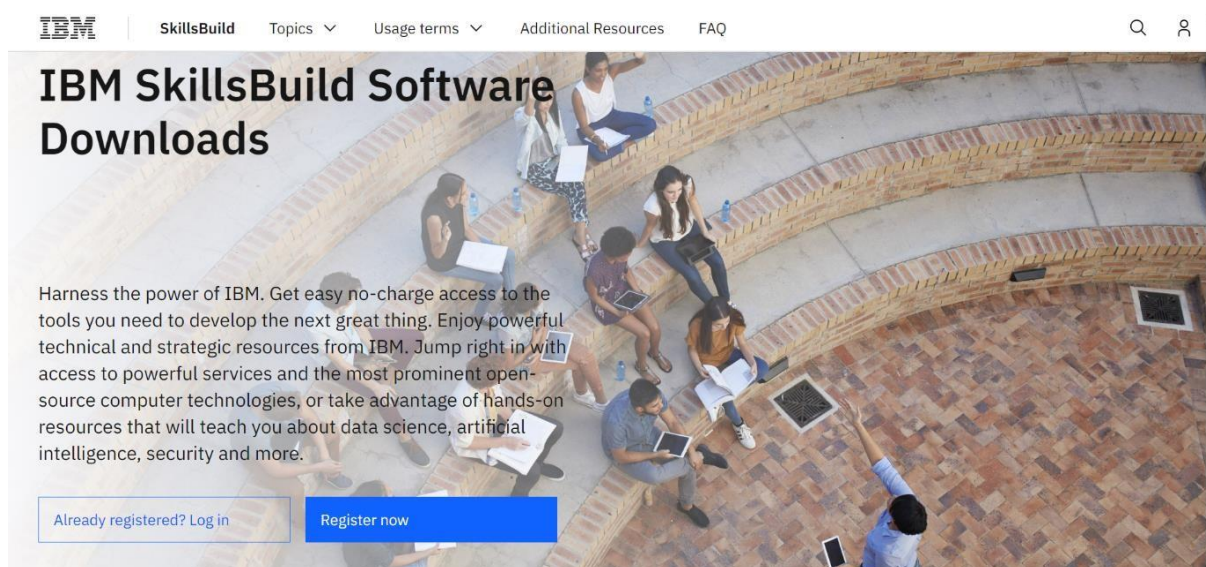 IBM SkillsBuild Topics Usage terms Additional Resources FAQ
IBM SkillsBuild Software
Downloads
Harness the power of IBM. Get easy no-charge access to the
tools you need to develop the next great thing. Enjoy powerful
technical and strategic resources from IBM. Jump right in with
access to powerful services and the most prominent open-
source computer technologies, or take advantage of hands-on
resources that will teach you about data science, artificial
intelligence, security and more.
Already registered? Log in Register now